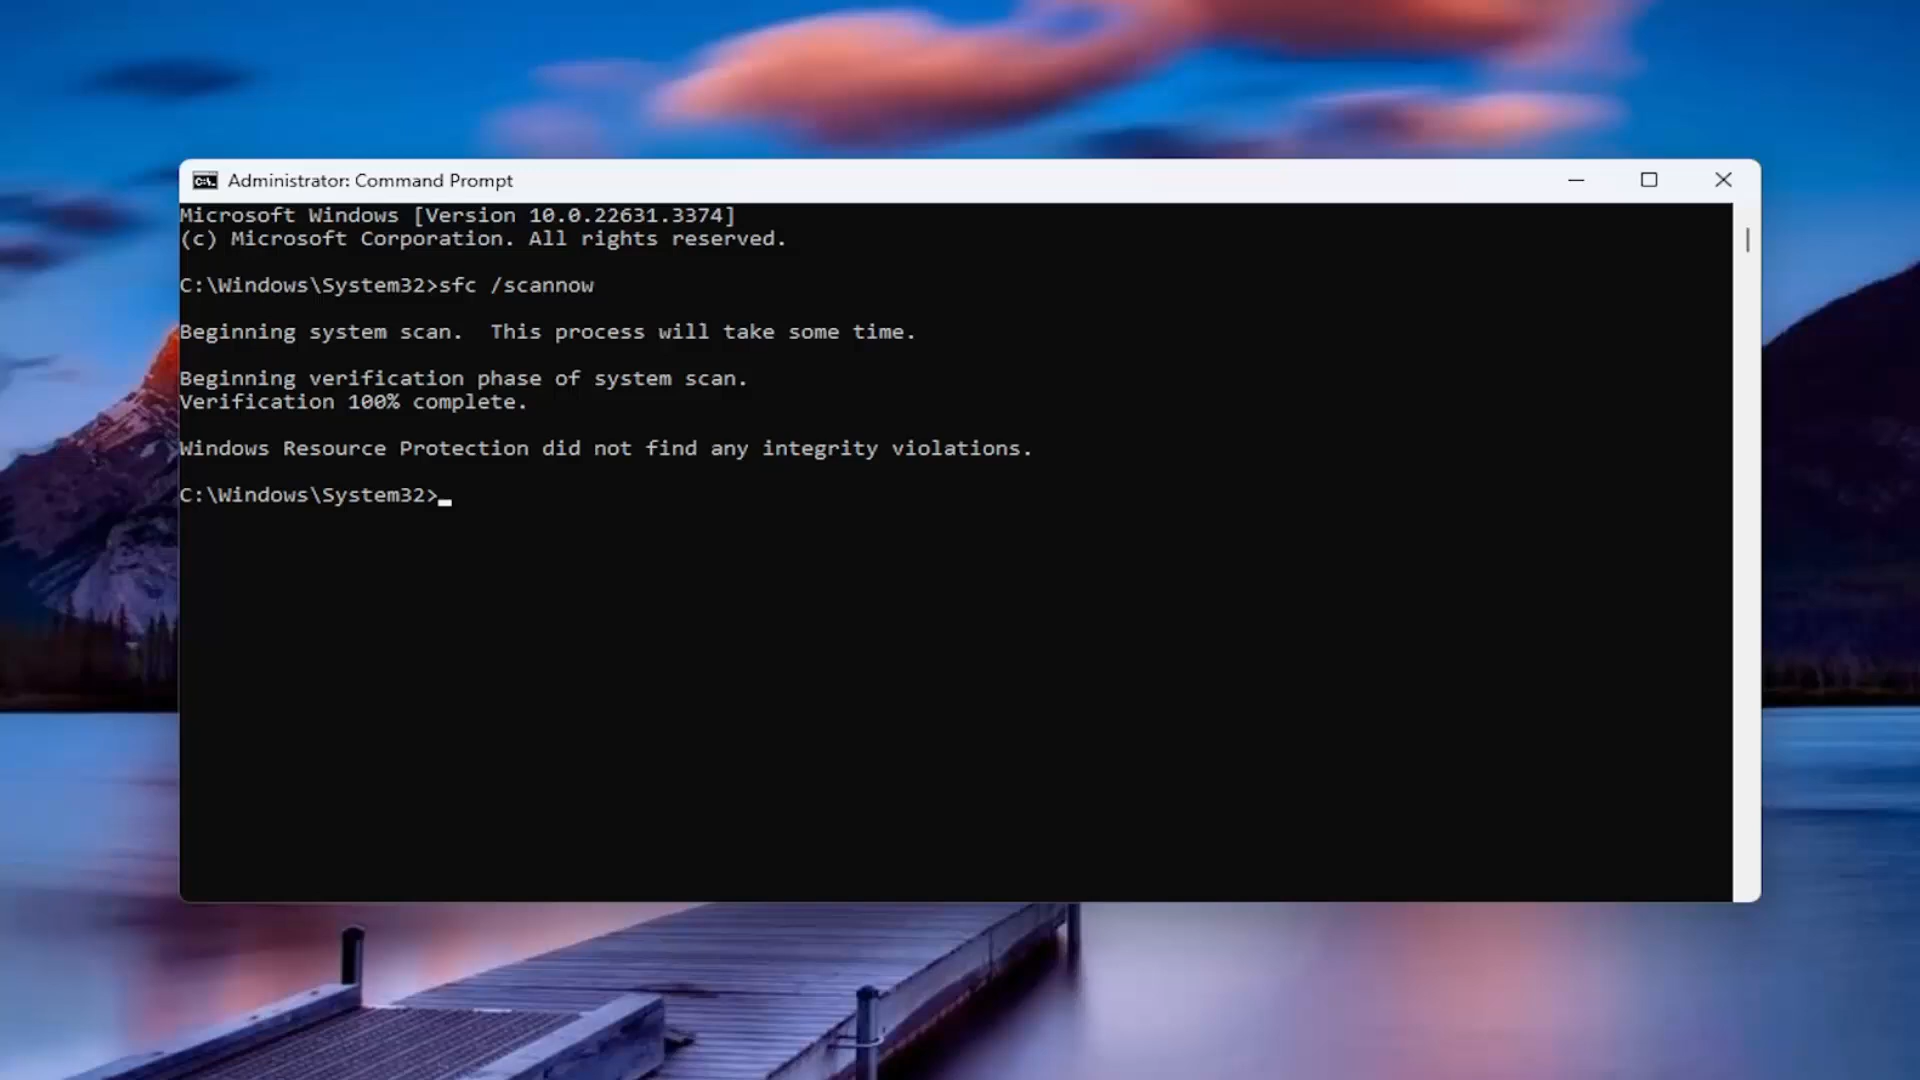 Administrator: Command Prompt
Microsoft Windows [Version 10.0.22631.3374]
(c) Microsoft Corporation. All rights reserved.
C:\Windows\System32>sfc /scannow
Beginning system scan.  This process will take some time.
Beginning verification phase of system scan.
Verification 100% complete.
Windows Resource Protection did not find any integrity violations.
C:\Windows\System32>